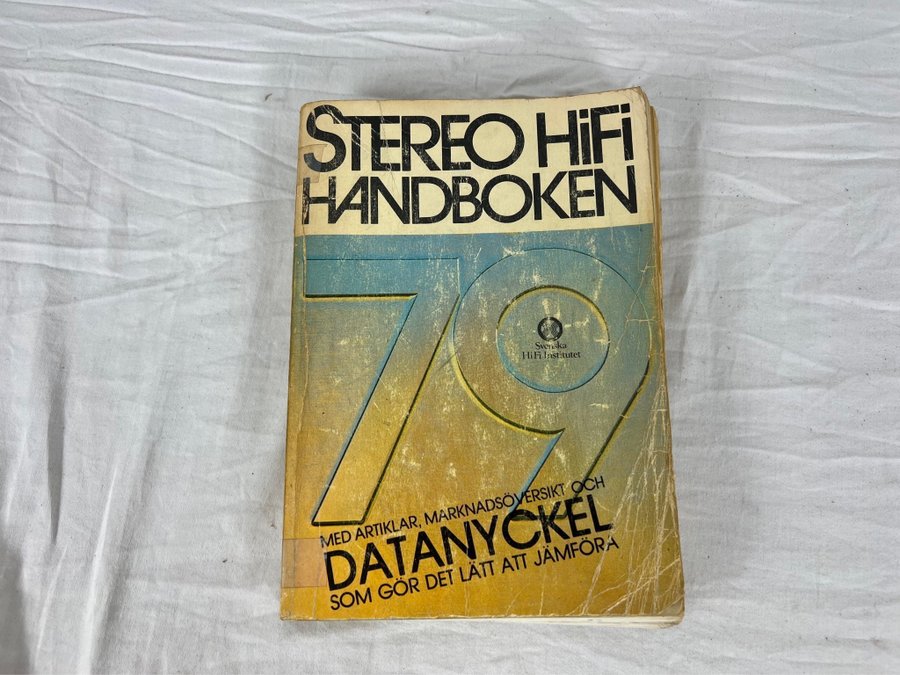 STEREO HiFi
HANDBOKEN
79
Svenska
HiFi Institutet
MED ARTIKLAR, MARKNADSÖVERSIKT OCH
DATANYCKEL
SOM GÖR DET LÄTT ATT JÄMFÖRA